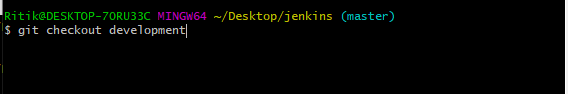 Ritik@DESKTOP-7ORU33C MINGW64 ~/Desktop/jenkins (master)
$ git checkout development